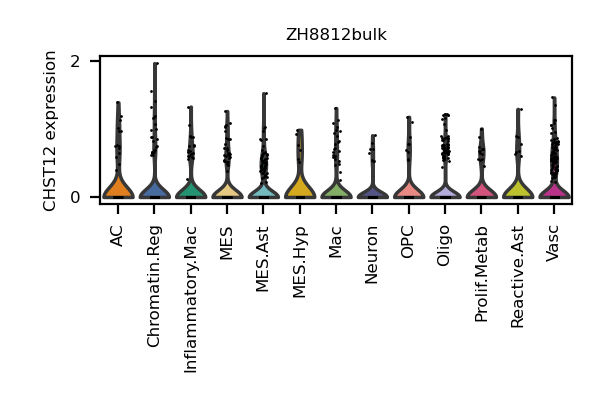 ZH8812bulk
CHST12 expression
2
0
AC
Chromatin.Reg
Inflammatory.Mac
MES
MES.Ast
MES.Hyp
Mac
Neuron
OPC
Oligo
Prolif.Metab
Reactive.Ast
Vasc